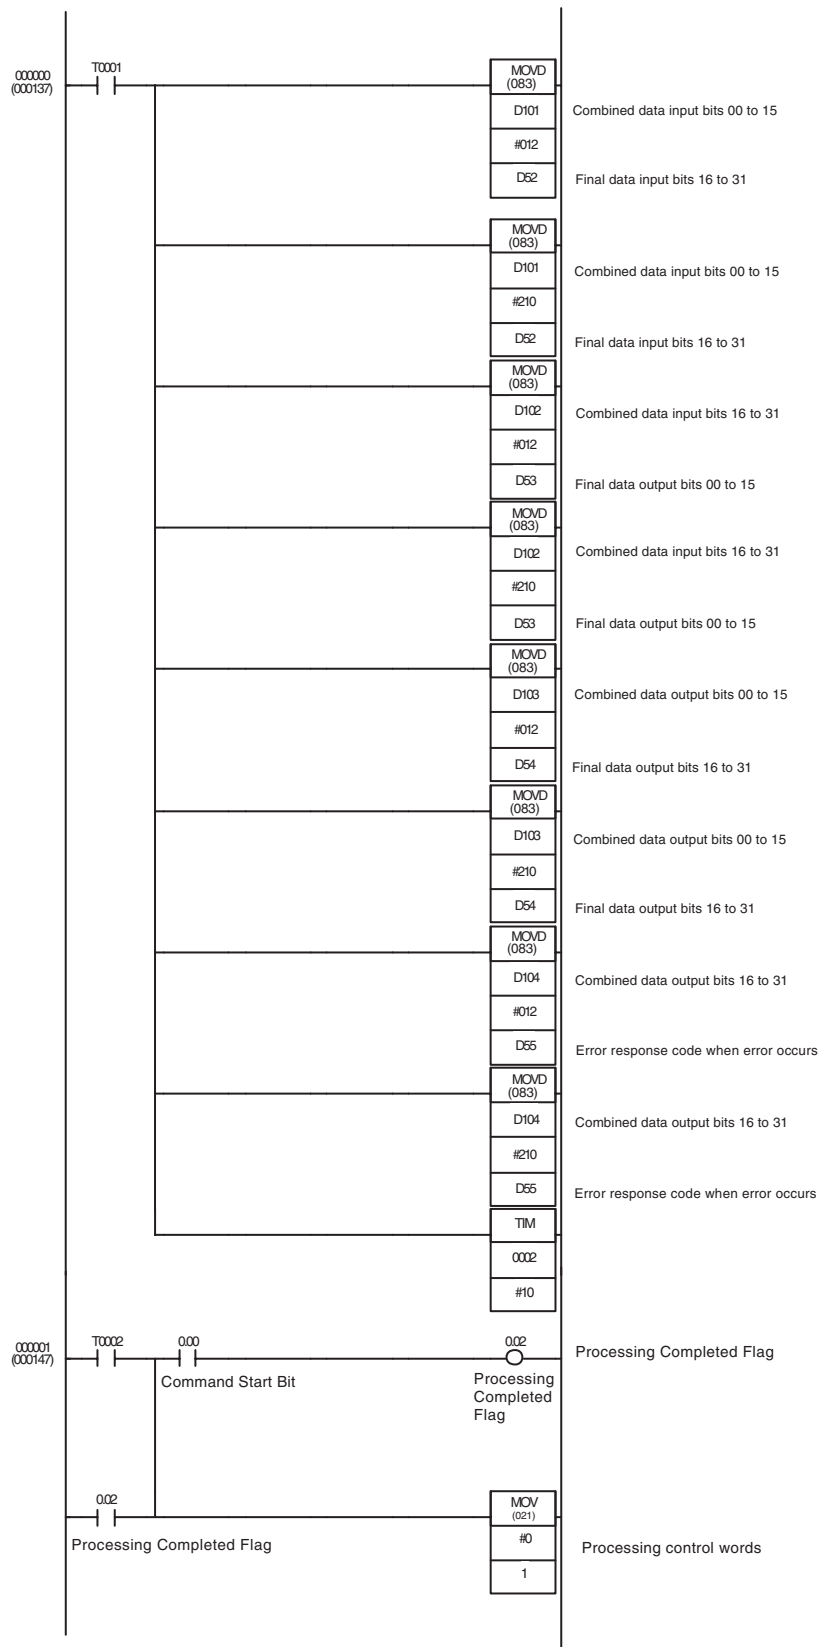 000000
(000137)
T0001
MOVD
(083)
D101
Combined data input bits 00 to 15
#012
D52
Final data input bits 16 to 31
MOVD
(083)
D101
Combined data input bits 00 to 15
#210
D52
Final data input bits 16 to 31
MOVD
(083)
D102
Combined data input bits 16 to 31
#012
D53
Final data output bits 00 to 15
MOVD
(083)
D102
Combined data input bits 16 to 31
#210
D53
Final data output bits 00 to 15
MOVD
(083)
D103
Combined data output bits 00 to 15
#012
D54
Final data output bits 16 to 31
MOVD
(083)
D103
Combined data output bits 00 to 15
#210
D54
Final data output bits 16 to 31
MOVD
(083)
D104
Combined data output bits 16 to 31
#012
D55
Error response code when error occurs
MOVD
(083)
D104
Combined data output bits 16 to 31
#210
D55
Error response code when error occurs
TIM
0002
#10
000001
(000147)
T0002
0.00
Command Start Bit
0.02
Processing
Completed
Flag
Processing Completed Flag
0.02
Processing Completed Flag
MOV
(021)
#0
Processing control words
1